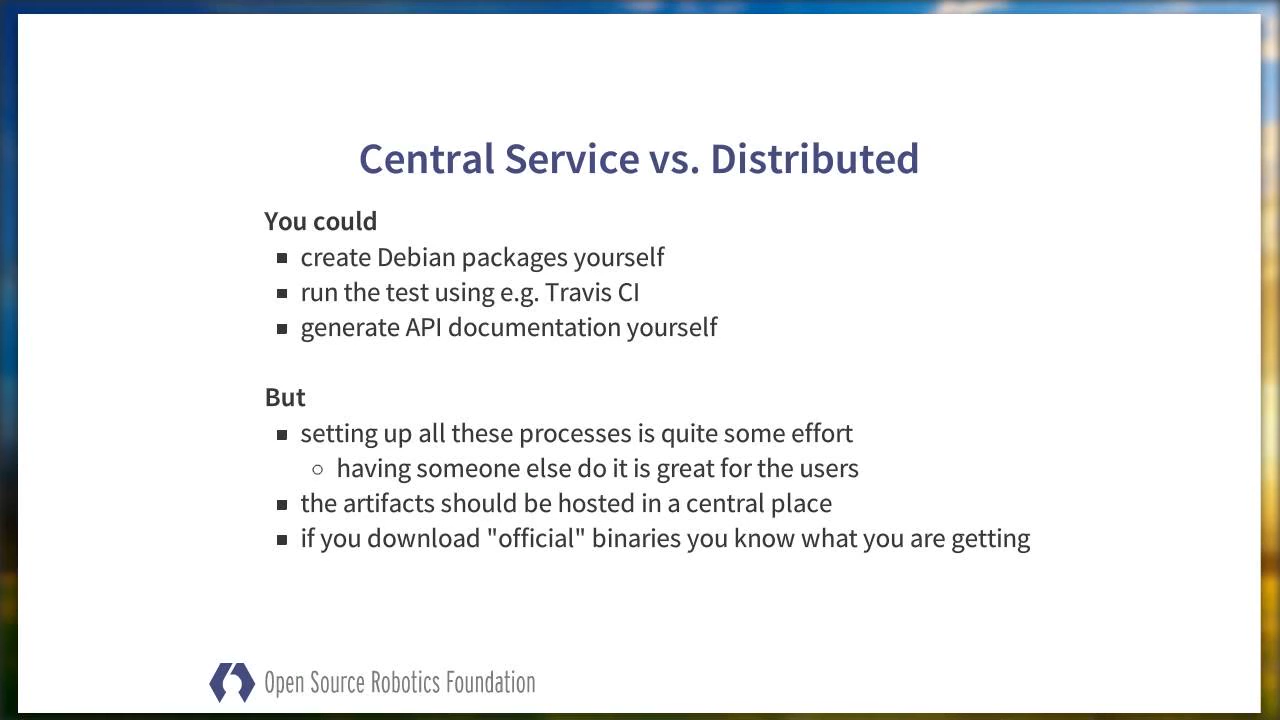 Central Service vs. Distributed
You could
create Debian packages yourself
run the test using e.g. Travis CI
generate API documentation yourself
But
setting up all these processes is quite some effort
having someone else do it is great for the users
the artifacts should be hosted in a central place
if you download "official" binaries you know what you are getting
Open Source Robotics Foundation